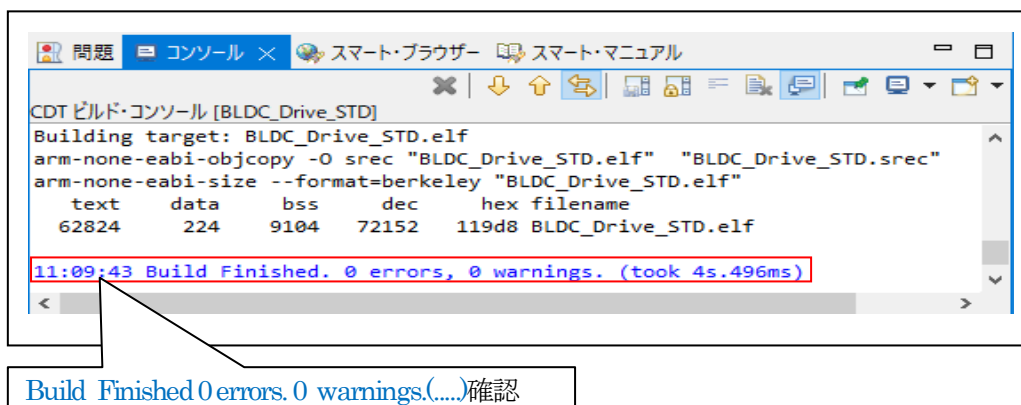 問題 コンソール スマート・ブラウザー スマート・マニュアル
CDT ビルド・コンソール [BLDC_Drive_STD]
Building target: BLDC_Drive_STD.elf
arm-none-eabi-objcopy -O srec "BLDC_Drive_STD.elf"  "BLDC_Drive_STD.srec"
arm-none-eabi-size --format=berkeley "BLDC_Drive_STD.elf"
   text    data     bss     dec     hex filename
  62824     224    9104   72152   119d8 BLDC_Drive_STD.elf
11:09:43 Build Finished. 0 errors, 0 warnings. (took 4s.496ms)
Build Finished 0 errors. 0 warnings.(.....)確認